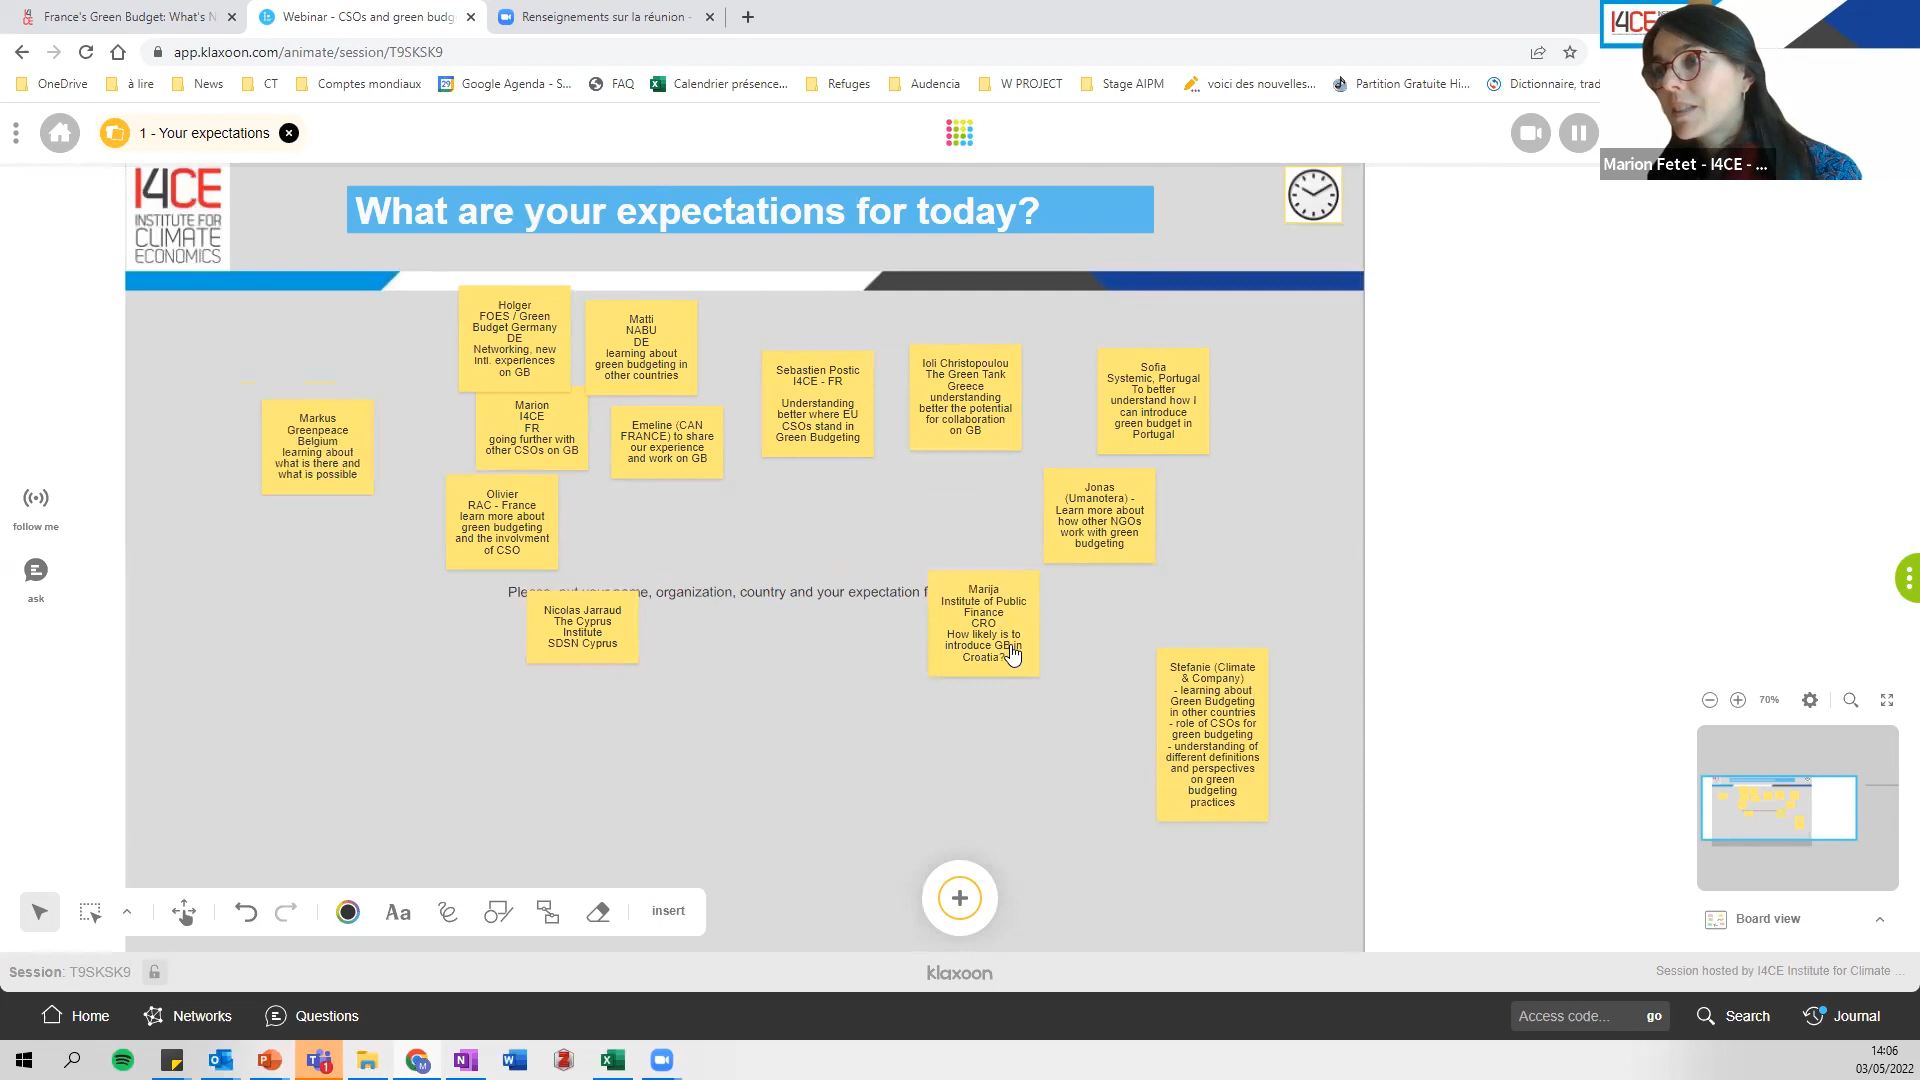 France's Green Budget: What's N
Webinar - CSOs and green budg
Renseignements sur la réunion -
app.klaxoon.com/animate/session/T9SKSK9
OneDrive
à lire
News
CT
Comptes mondiaux
Google Agenda - S...
FAQ
Calendrier présence...
Refuges
Audencia
W PROJECT
Stage AIPM
voici des nouvelles...
Partition Gratuite Hi...
Dictionnaire, trad
1 - Your expectations
Marion Fetet - I4CE - ...
I4CE
INSTITUTE FOR
CLIMATE
ECONOMICS
What are your expectations for today?
Holger
FOES / Green
Budget Germany
DE
Networking, new
intl. experiences
on GB
Matti
NABU
DE
learning about
green budgeting in
other countries
Sebastien Postic
I4CE - FR
Understanding
better where EU
CSOs stand in
Green Budgeting
Ioli Christopoulou
The Green Tank
Greece
understanding
better the potential
for collaboration
on GB
Sofia
Systemic, Portugal
To better
understand how I
can introduce
green budget in
Portugal
Markus
Greenpeace
Belgium
learning about
what is there and
what is possible
Marion
I4CE
FR
going further with
other CSOs on GB
Emeline (CAN
FRANCE) to share
our experience
and work on GB
Olivier
RAC - France
learn more about
green budgeting
and the involvment
of CSO
Jonas
(Umanotera) -
Learn more about
how other NGOs
work with green
budgeting
organization, country and your expectation
Nicolas Jarraud
The Cyprus
Institute
SDSN Cyprus
Marija
Institute of Public
Finance
CRO
How likely is to
introduce GB in
Croatia?
Stefanie (Climate
& Company)
- learning about
Green Budgeting
in other countries
- role of CSOs for
green budgeting
- understanding of
different definitions
and perspectives
on green
budgeting
practices
follow me
ask
70%
Board view
Aa
insert
Session: T9SKSK9
klaxoon
Session hosted by I4CE Institute for Climate ...
Home
Networks
Questions
Access code...
go
Search
Journal
14:06
03/05/2022